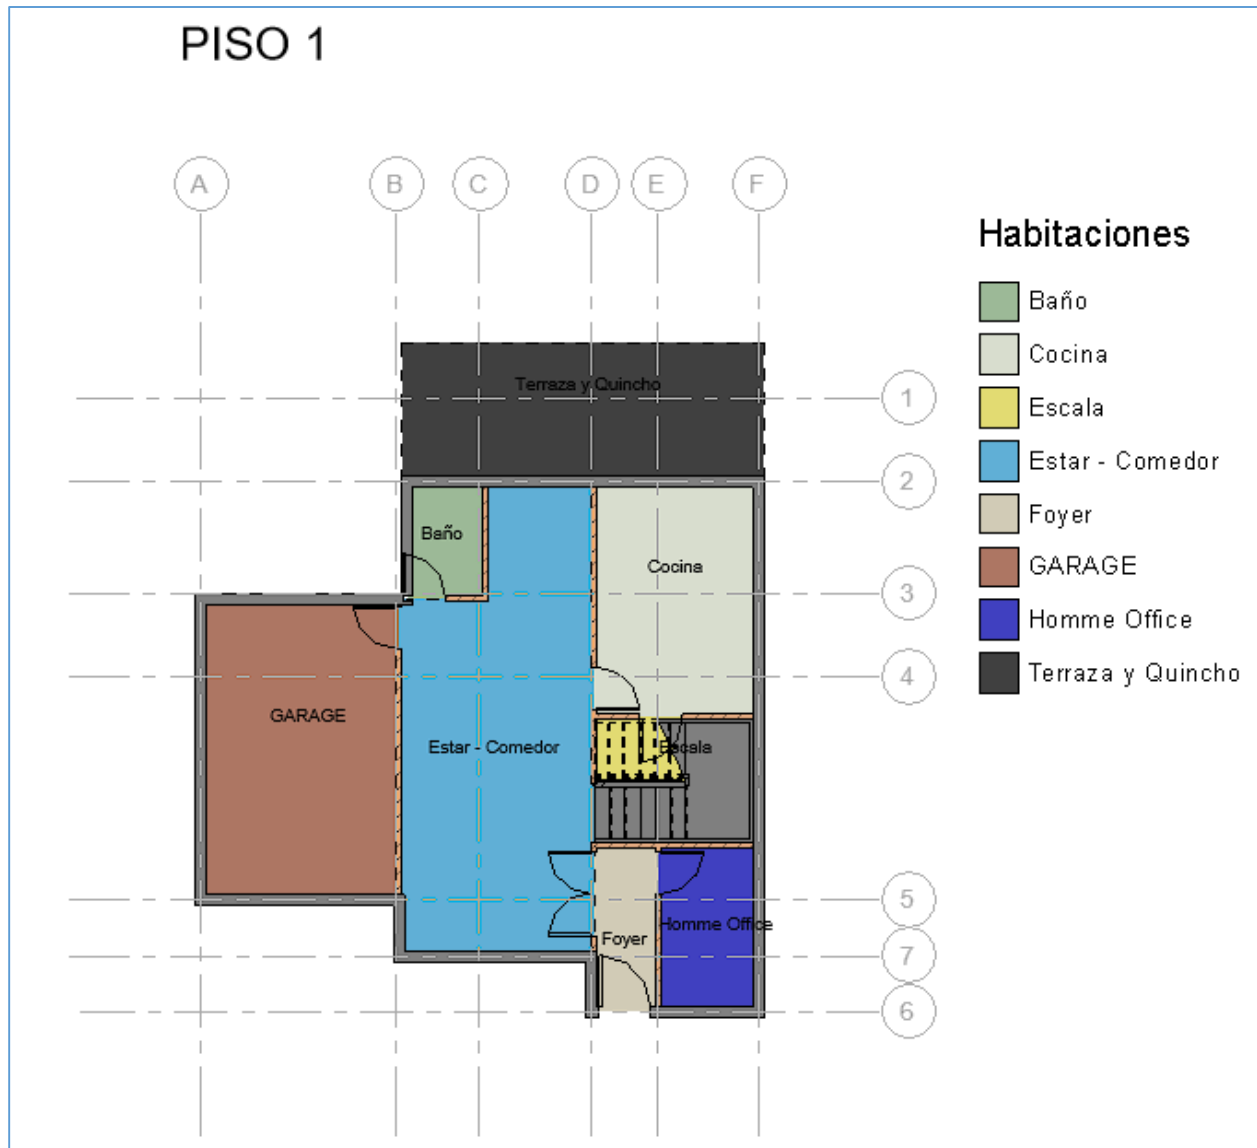 PISO 1
A B C D E F
Habitaciones
Baño
Cocina
Escala
Estar - Comedor
Foyer
GARAGE
Homme Office
Terraza y Quincho
Terraza y Quincho
1
2
Baño
Cocina
3
4
GARAGE
Estar - Comedor
Escala
5
Homme Office
Foyer
7
6